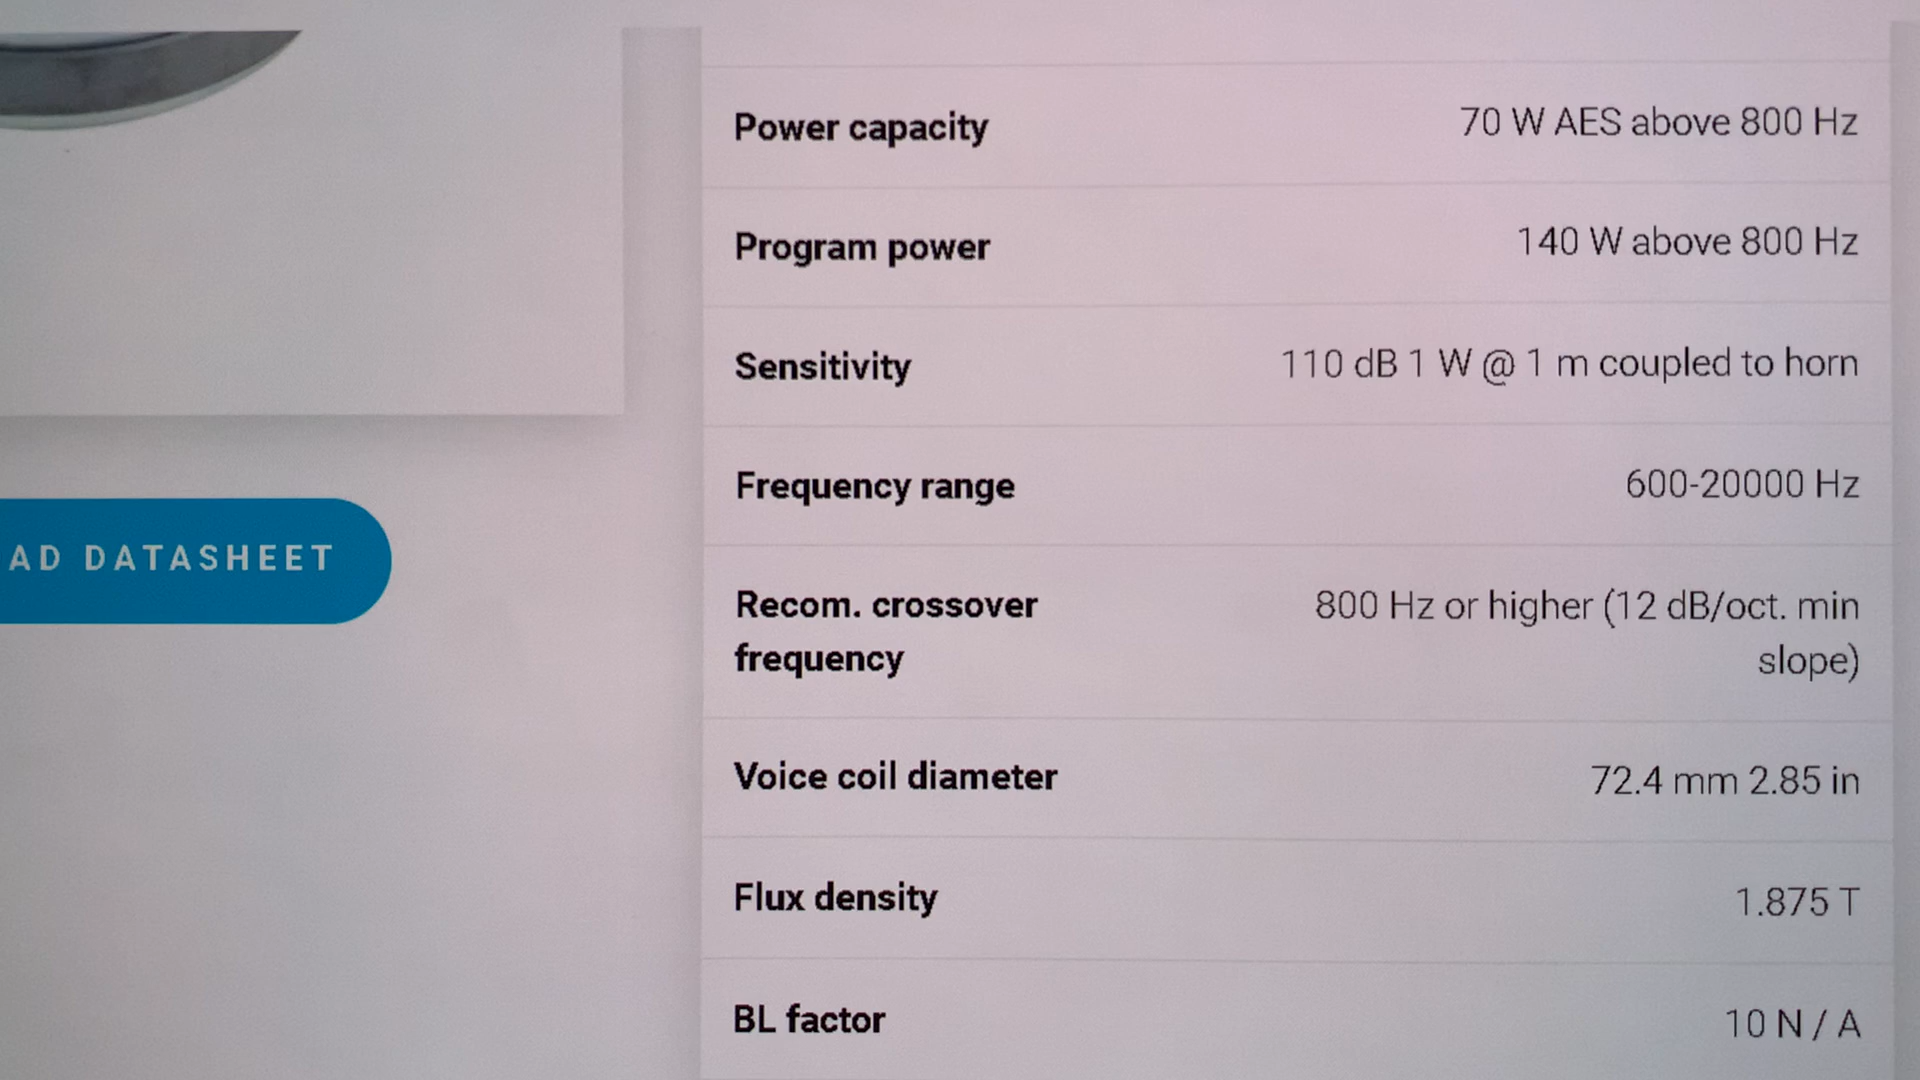 Power capacity 70 W AES above 800 Hz
Program power 140 W above 800 Hz
Sensitivity 110 dB 1 W @ 1 m coupled to horn
Frequency range 600-20000 Hz
Recom. crossover 800 Hz or higher (12 dB/oct. min
frequency slope)
Voice coil diameter 72.4 mm 2.85 in
Flux density 1.875 T
BL factor 10 N / A
AD DATASHEET